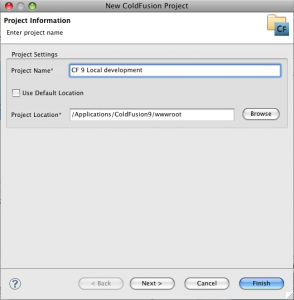 New ColdFusion Project
Project Information
Enter project name
CF
Project Settings
Project Name* CF 9 Local development
Use Default Location
Project Location* /Applications/ColdFusion9/wwwroot Browse
? < Back Next > Cancel Finish